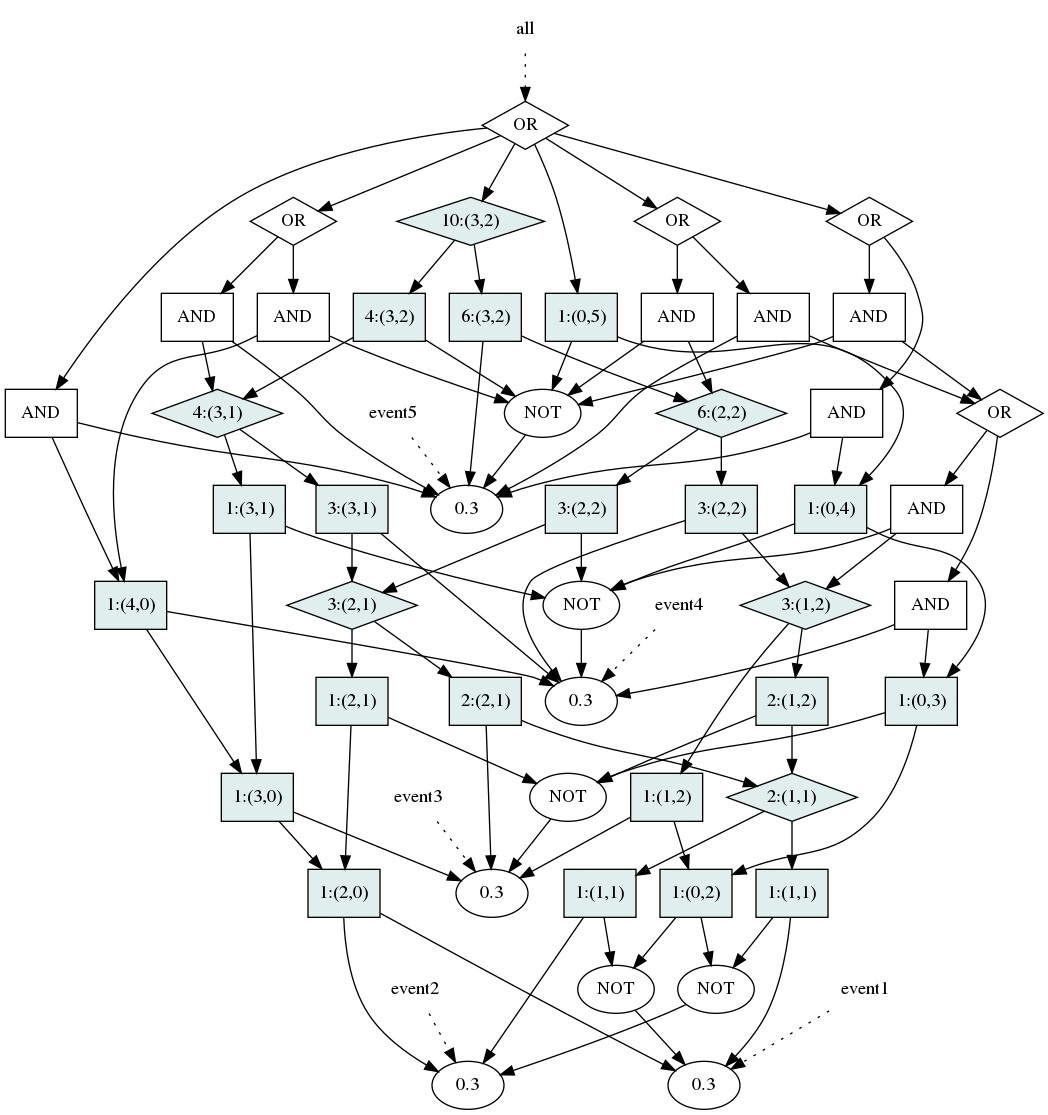 all
OR
OR
10:(3,2)
OR
OR
AND
AND
4:(3,2)
6:(3,2)
1:(0,5)
AND
AND
AND
AND
4:(3,1)
event5
NOT
6:(2,2)
AND
OR
1:(3,1)
3:(3,1)
0.3
3:(2,2)
3:(2,2)
1:(0,4)
AND
1:(4,0)
3:(2,1)
NOT
event4
3:(1,2)
AND
1:(2,1)
2:(2,1)
0.3
2:(1,2)
1:(0,3)
1:(3,0)
event3
NOT
1:(1,2)
2:(1,1)
1:(2,0)
0.3
1:(1,1)
1:(0,2)
1:(1,1)
event2
NOT
NOT
event1
0.3
0.3